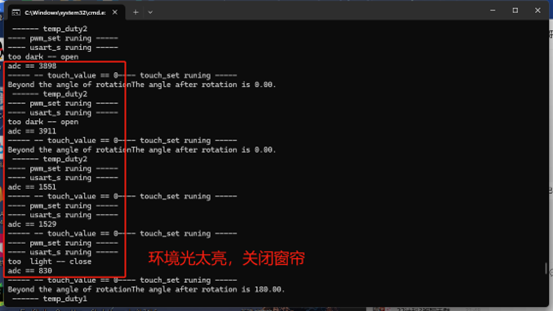 C:\Windows\system32\cmd.e
------ temp_duty2
---- pwm_set runing -----
---- usart_s runing -----
too dark -- open
adc == 3898
----- -- touch_value == 0---- touch_set runing -----
Beyond the angle of rotationThe angle after rotation is 0.00.
------ temp_duty2
---- pwm_set runing -----
---- usart_s runing -----
too dark -- open
adc == 3911
----- -- touch_value == 0---- touch_set runing -----
Beyond the angle of rotationThe angle after rotation is 0.00.
------ temp_duty2
---- pwm_set runing -----
---- usart_s runing -----
adc == 1551
----- -- touch_value == 0---- touch_set runing -----
---- pwm_set runing -----
---- usart_s runing -----
adc == 1529
----- -- touch_value == 0---- touch_set runing -----
---- pwm_set runing -----
---- usart_s runing -----
too  light -- close
环境光太亮，关闭窗帘
adc == 830
----- -- touch_value == 0---- touch_set runing -----
Beyond the angle of rotationThe angle after rotation is 180.00.
------ temp_duty1